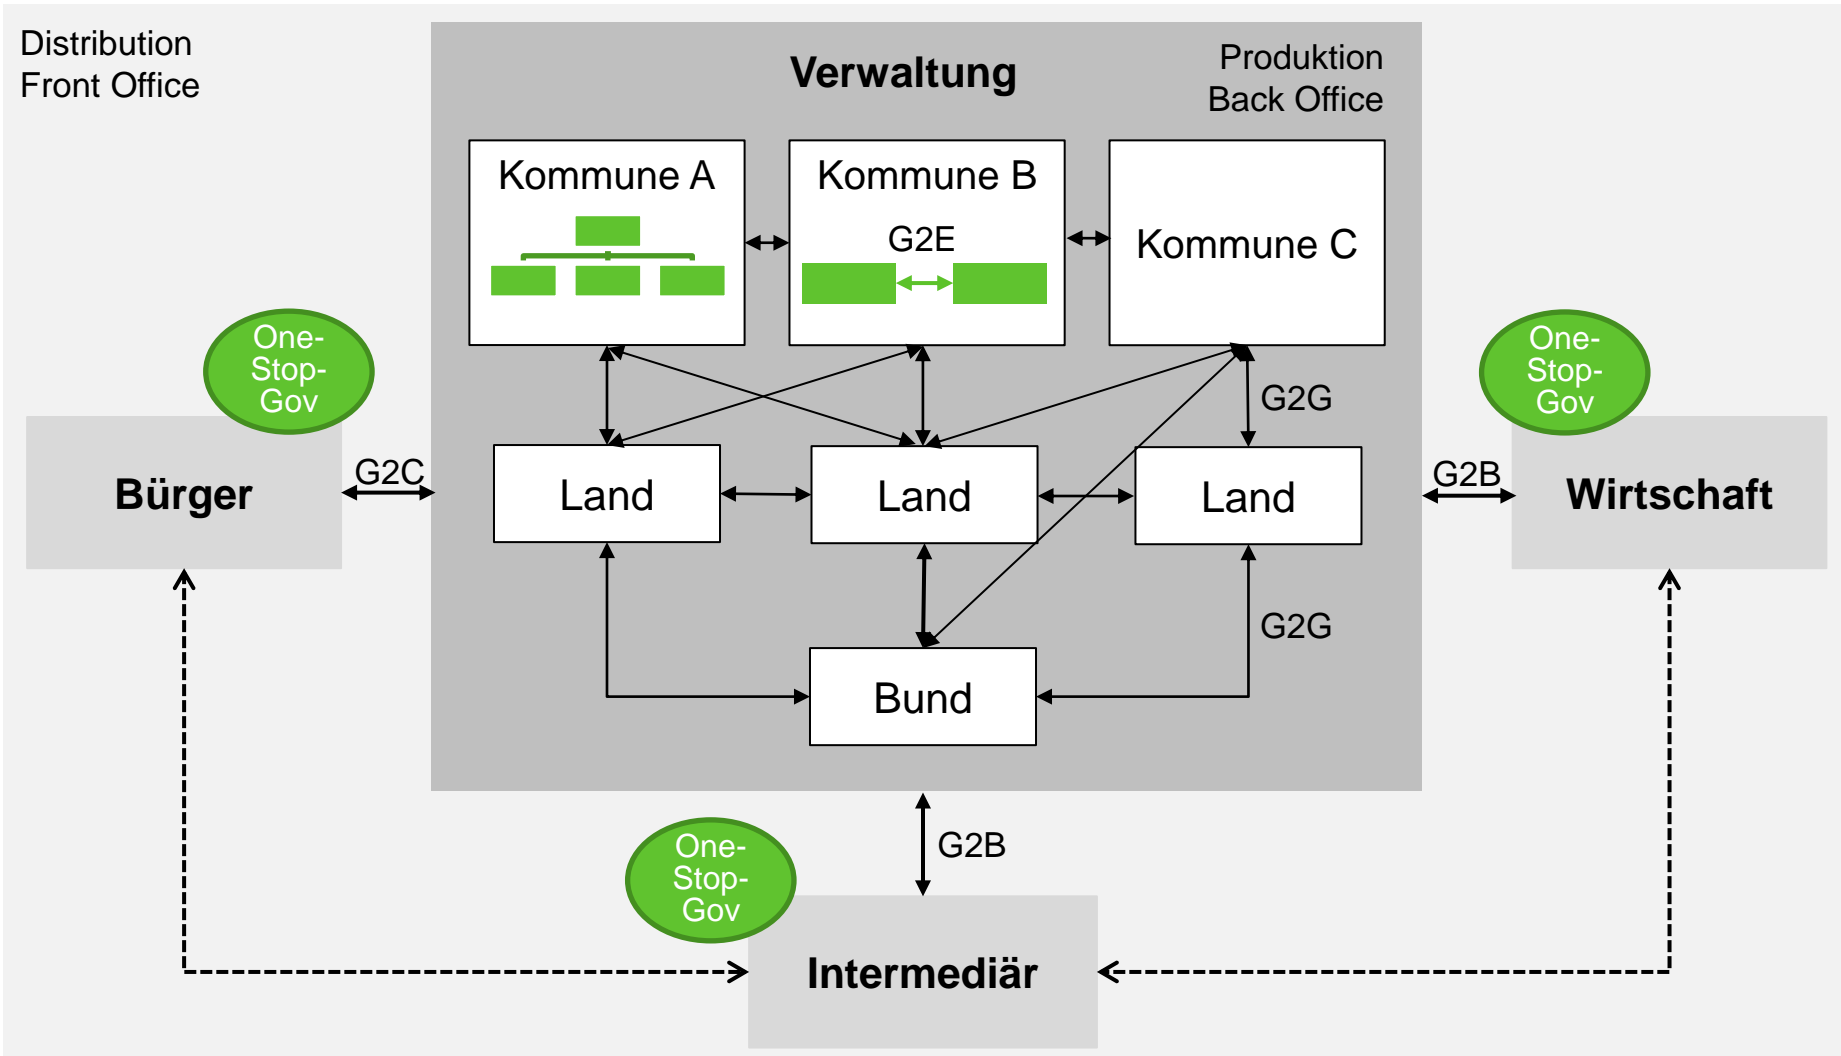 Distribution
Front Office
Verwaltung
Produktion
Back Office
Kommune A
Kommune B
G2E
Kommune C
One-
Stop-
Gov
One-
Stop-
Gov
G2G
Bürger
G2C
Land
Land
Land
G2B
Wirtschaft
G2G
Bund
One-
Stop-
Gov
G2B
Intermediär